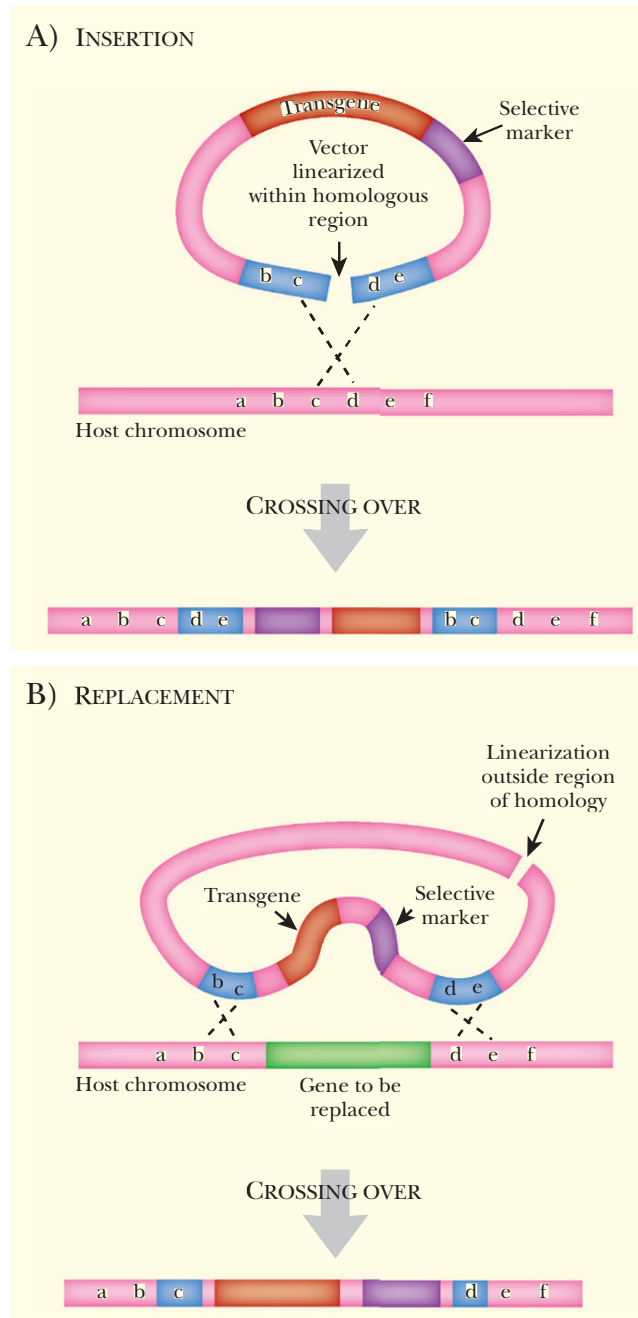 A) INSERTION
Transgene
Selective
marker
Vector
linearized
within homologous
region
b c
d e
a b c d e f
Host chromosome
CROSSING OVER
a b c d e b c d e f
B) REPLACEMENT
Linearization
outside region
of homology
Transgene
Selective
marker
b c
d e
a b c d e f
Host chromosome
Gene to be
replaced
CROSSING OVER
a b c d e f